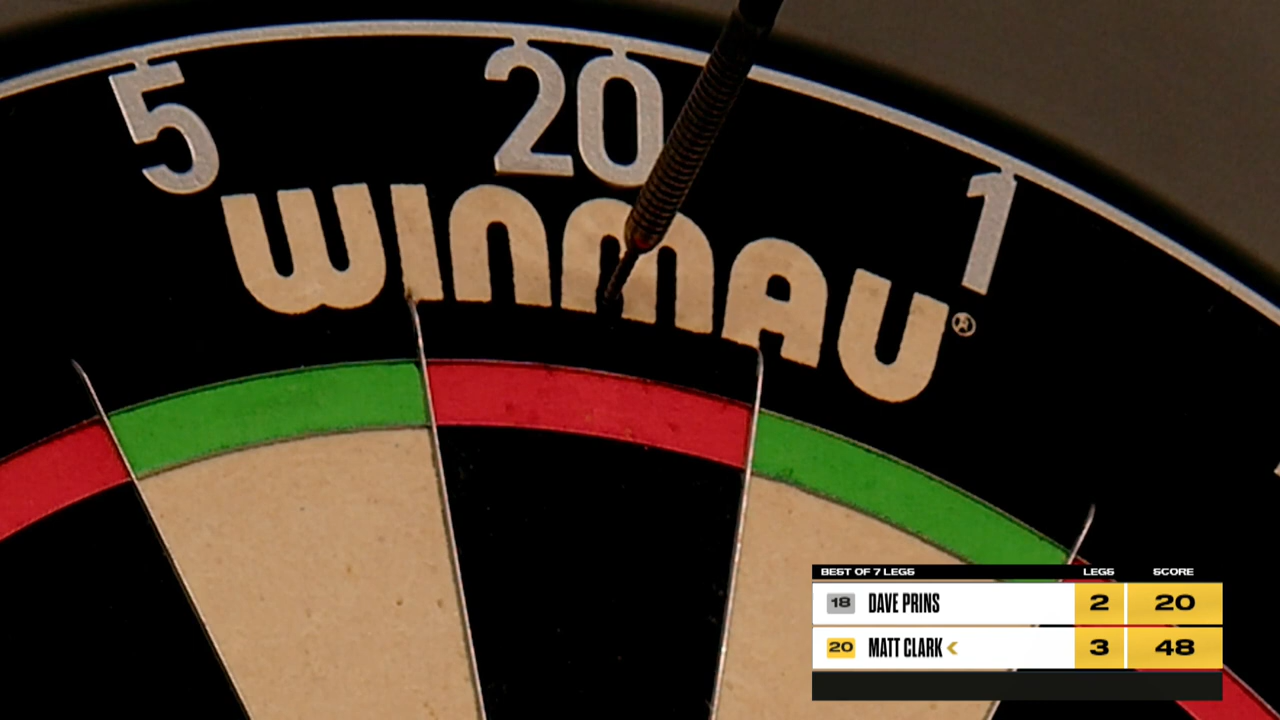 5 20 1
WINMAU®
BEST OF 7 LEGS LEGS SCORE
18 DAVE PRINS 2 20
20 MATT CLARK 3 48